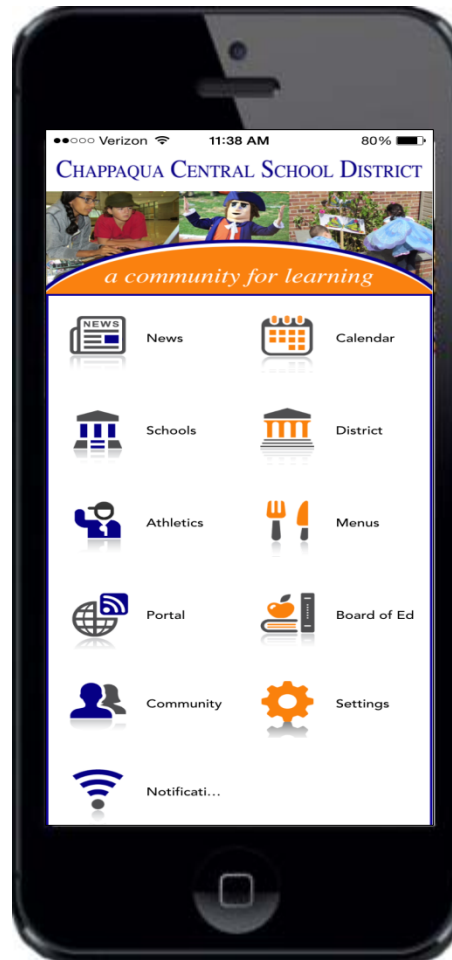 Verizon 11:38 AM 80%
CHAPPAQUA CENTRAL SCHOOL DISTRICT
a community for learning
NEWS
News
Calendar
Schools
District
Athletics
Menus
Portal
Board of Ed
Community
Settings
Notificati...